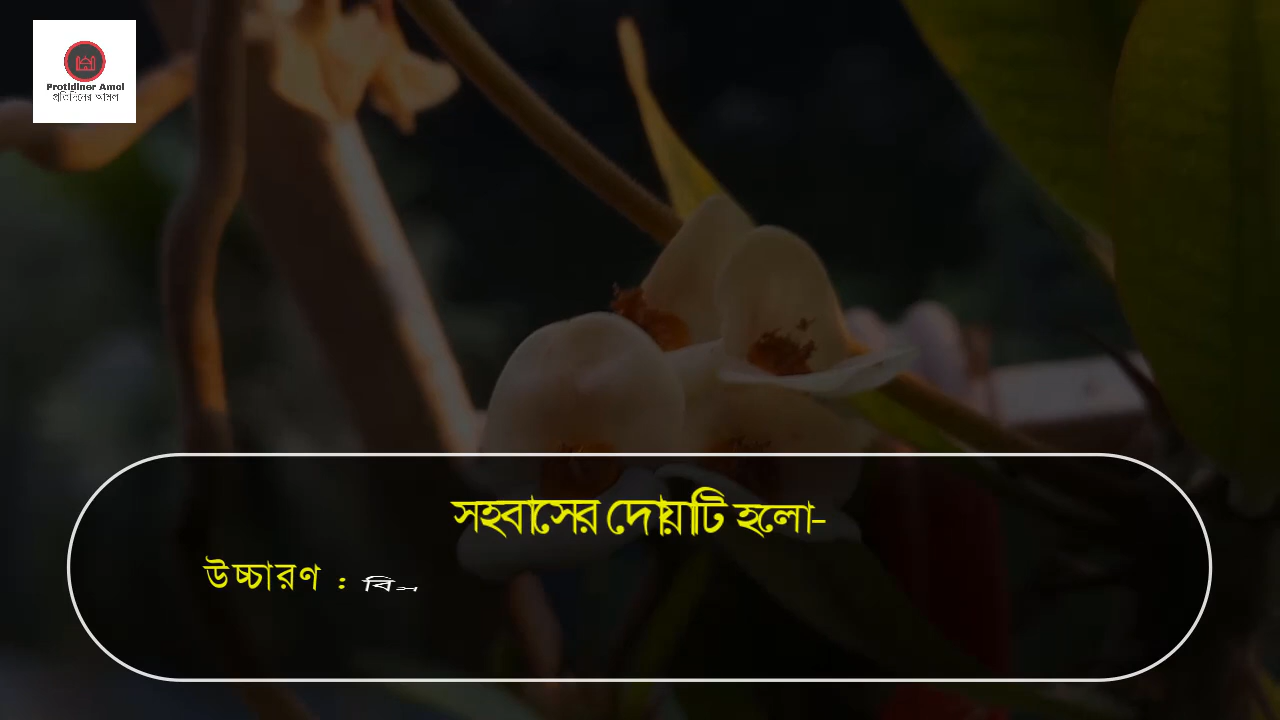 Protidiner Amol
প্রতিদিনের আমল
সহবাসের দোয়াটি হলো-
উচ্চারণ :